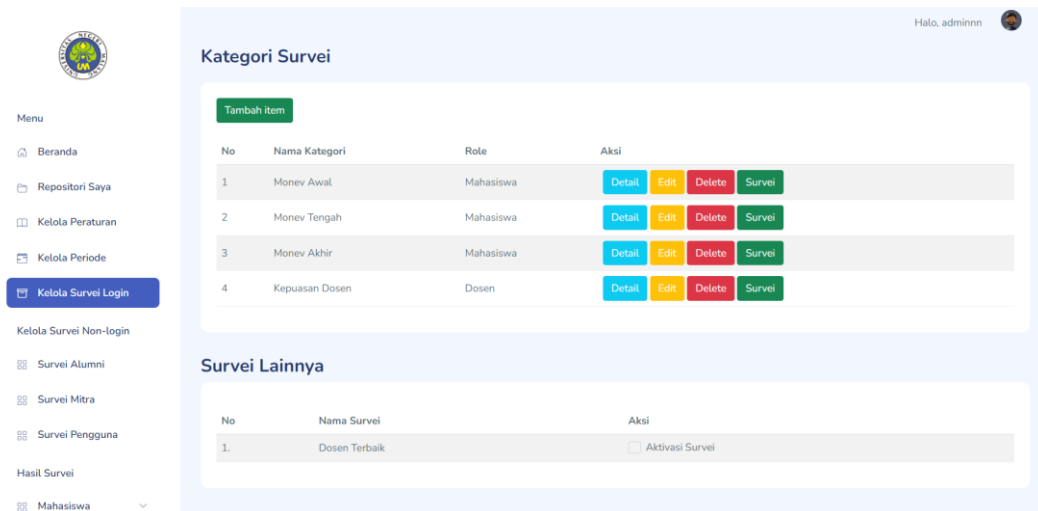 Halo, adminnn
UNIVERSITAS NEGERI MALANG
UM
Menu
Beranda
Repositori Saya
Kelola Peraturan
Kelola Periode
Kelola Survei Login
Kelola Survei Non-login
Survei Alumni
Survei Mitra
Survei Pengguna
Hasil Survei
Mahasiswa
Kategori Survei
Tambah item
No Nama Kategori Role Aksi
1 Monev Awal Mahasiswa Detail Edit Delete Survei
2 Monev Tengah Mahasiswa Detail Edit Delete Survei
3 Monev Akhir Mahasiswa Detail Edit Delete Survei
4 Kepuasan Dosen Dosen Detail Edit Delete Survei
Survei Lainnya
No Nama Survei Aksi
1. Dosen Terbaik Aktivasi Survei